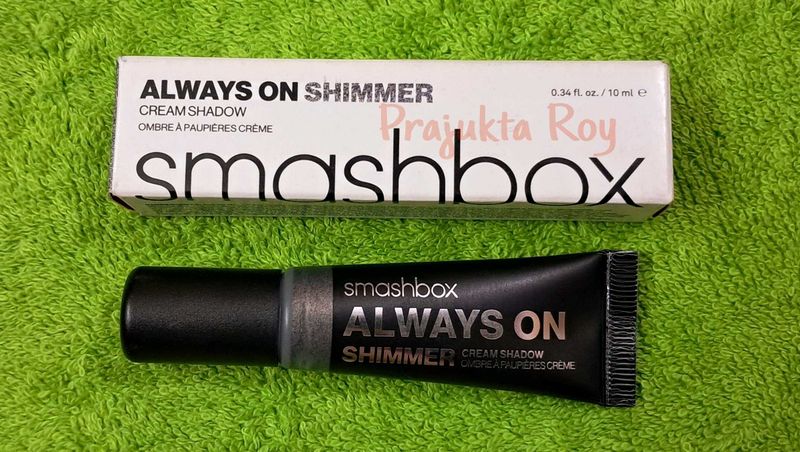 ALWAYS ON SHIMMER
0.34 fl. oz. / 10 ml ℮
CREAM SHADOW
OMBRE À PAUPIÈRES CRÈME
Prajukta Roy
smashbox
smashbox
ALWAYS ON
SHIMMER CREAM SHADOW
OMBRE À PAUPIÈRES CRÈME